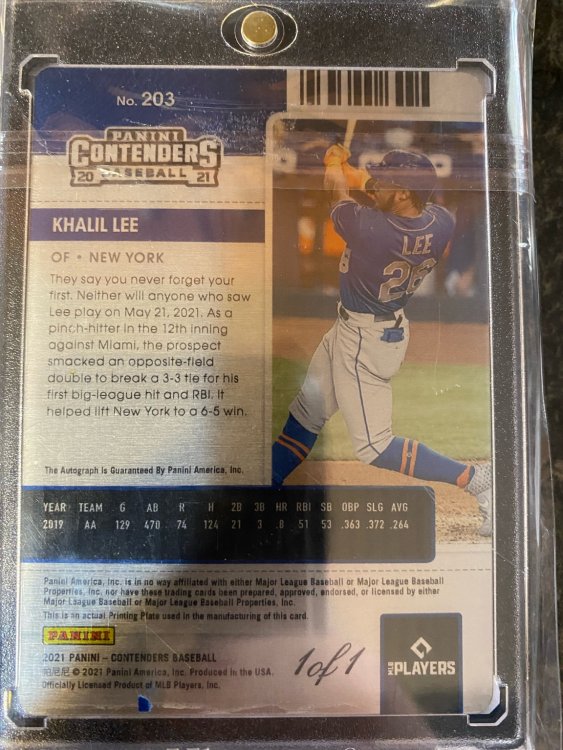 No. 203
PANINI
CONTENDERS
20 BASEBALL 21
KHALIL LEE
OF • NEW YORK
They say you never forget your
first. Neither will anyone who saw
Lee play on May 21, 2021. As a
pinch-hitter in the 12th inning
against Miami, the prospect
smacked an opposite-field
double to break a 3-3 tie for his
first big-league hit and RBI. It
helped lift New York to a 6-5 win.
LEE
26
The Autograph is Guaranteed By Panini America, Inc.
YEAR TEAM G AB R H 2B 3B HR RBI SB OBP SLG AVG
2019 AA 129 470 74 124 21 3 8 51 53 .363 .372 .264
Panini America, Inc. is in no way affiliated with either Major League Baseball or Major League Baseball
Properties, Inc. nor have these trading cards been prepared, approved, endorsed, or licensed by either
Major League Baseball or Major League Baseball Properties, Inc.
This is an actual Printing Plate used in the manufacturing of this card.
PANINI
2021 PANINI - CONTENDERS BASEBALL
帕尼尼 © 2021 Panini America, Inc. Produced in the USA.
Officially Licensed Product of MLB Players, Inc.
1 of 1
MLB PLAYERS